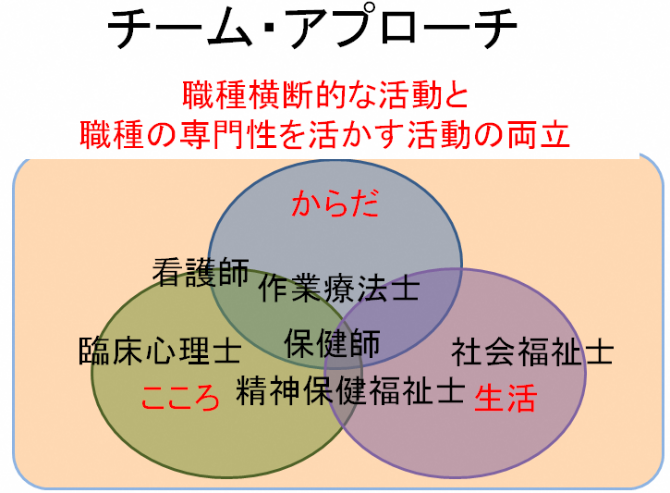 チーム・アプローチ
職種横断的な活動と
職種の専門性を活かす活動の両立
からだ
看護師
作業療法士
保健師
臨床心理士
社会福祉士
こころ
精神保健福祉士
生活